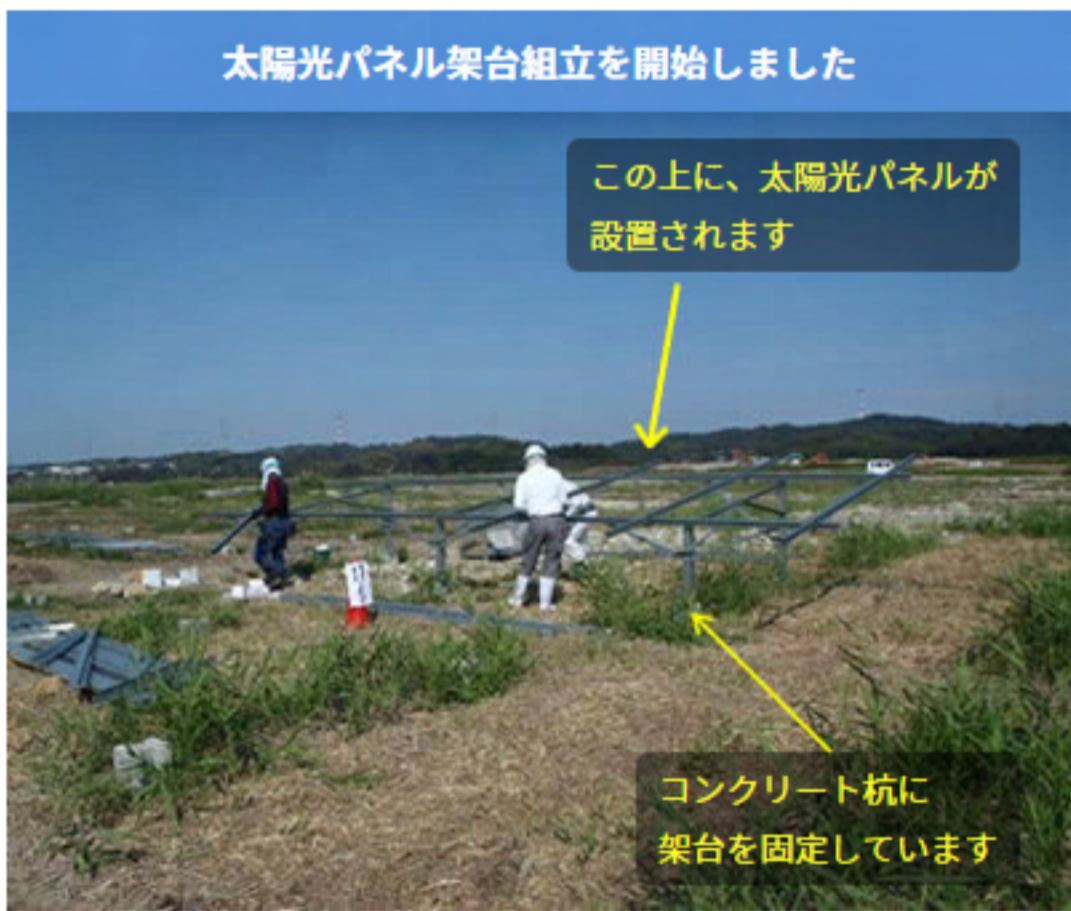 太陽光パネル架台組立を開始しました
この上に、太陽光パネルが
設置されます
コンクリート杭に
架台を固定しています